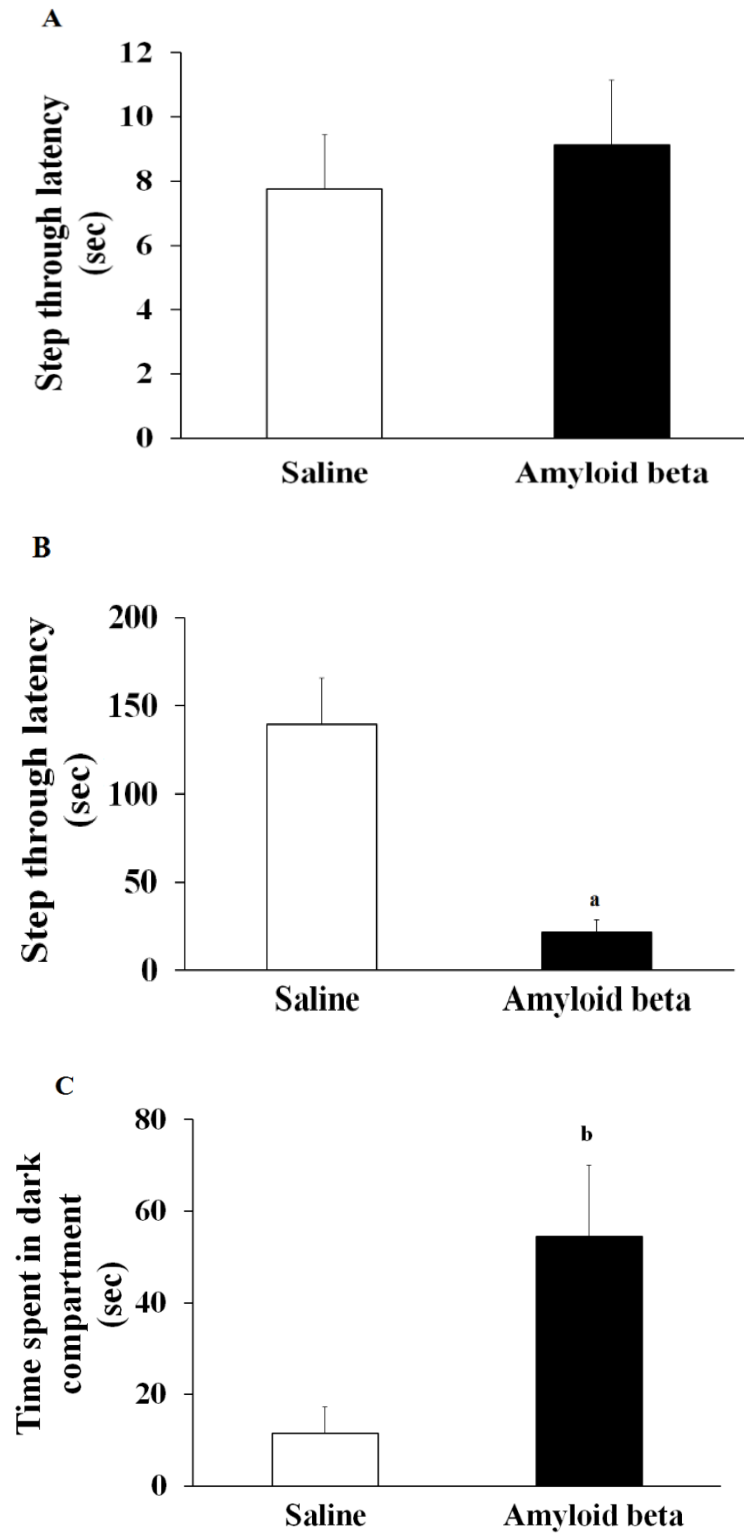 A
Step through latency
(sec)
12
10
8
6
4
2
0
Saline
Amyloid beta
B
Step through latency
(sec)
200
150
100
50
0
a
Saline
Amyloid beta
C
Time spent in dark
compartment
(sec)
80
60
40
20
0
b
Saline
Amyloid beta